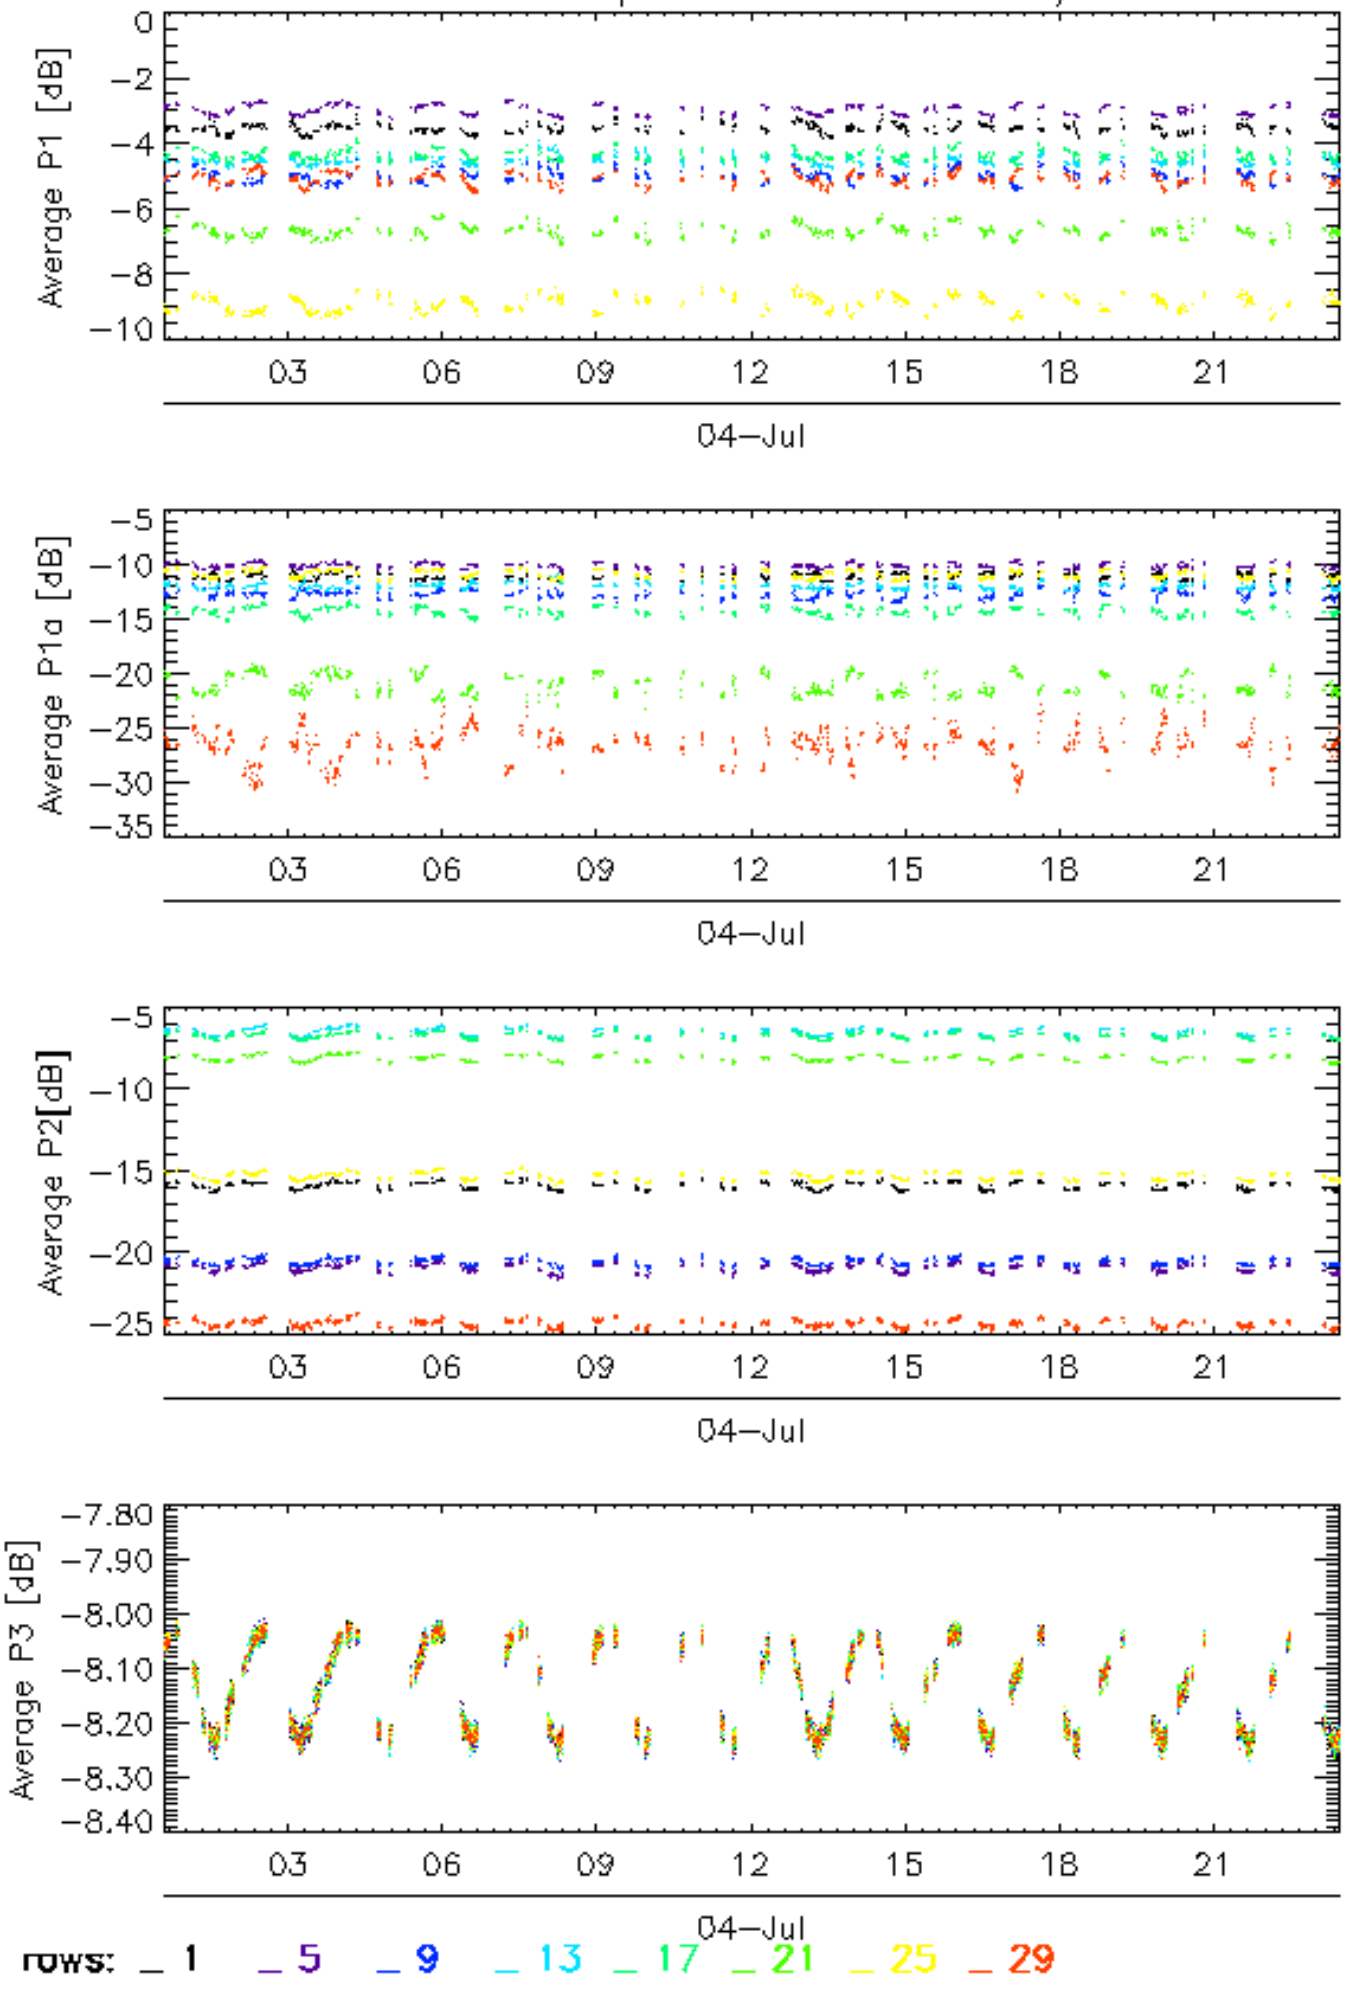 Average P1 [dB]
0
−2
−4
−6
−8
−10
03 06 09 12 15 18 21
04−Jul
Average P1a [dB]
−5
−10
−15
−20
−25
−30
−35
03 06 09 12 15 18 21
04−Jul
Average P2[dB]
−5
−10
−15
−20
−25
03 06 09 12 15 18 21
04−Jul
Average P3 [dB]
−7.80
−7.90
−8.00
−8.10
−8.20
−8.30
−8.40
03 06 09 12 15 18 21
04−Jul
rows: _ 1 _ 5 _ 9 _ 13 _ 17 _ 21 _ 25 _ 29